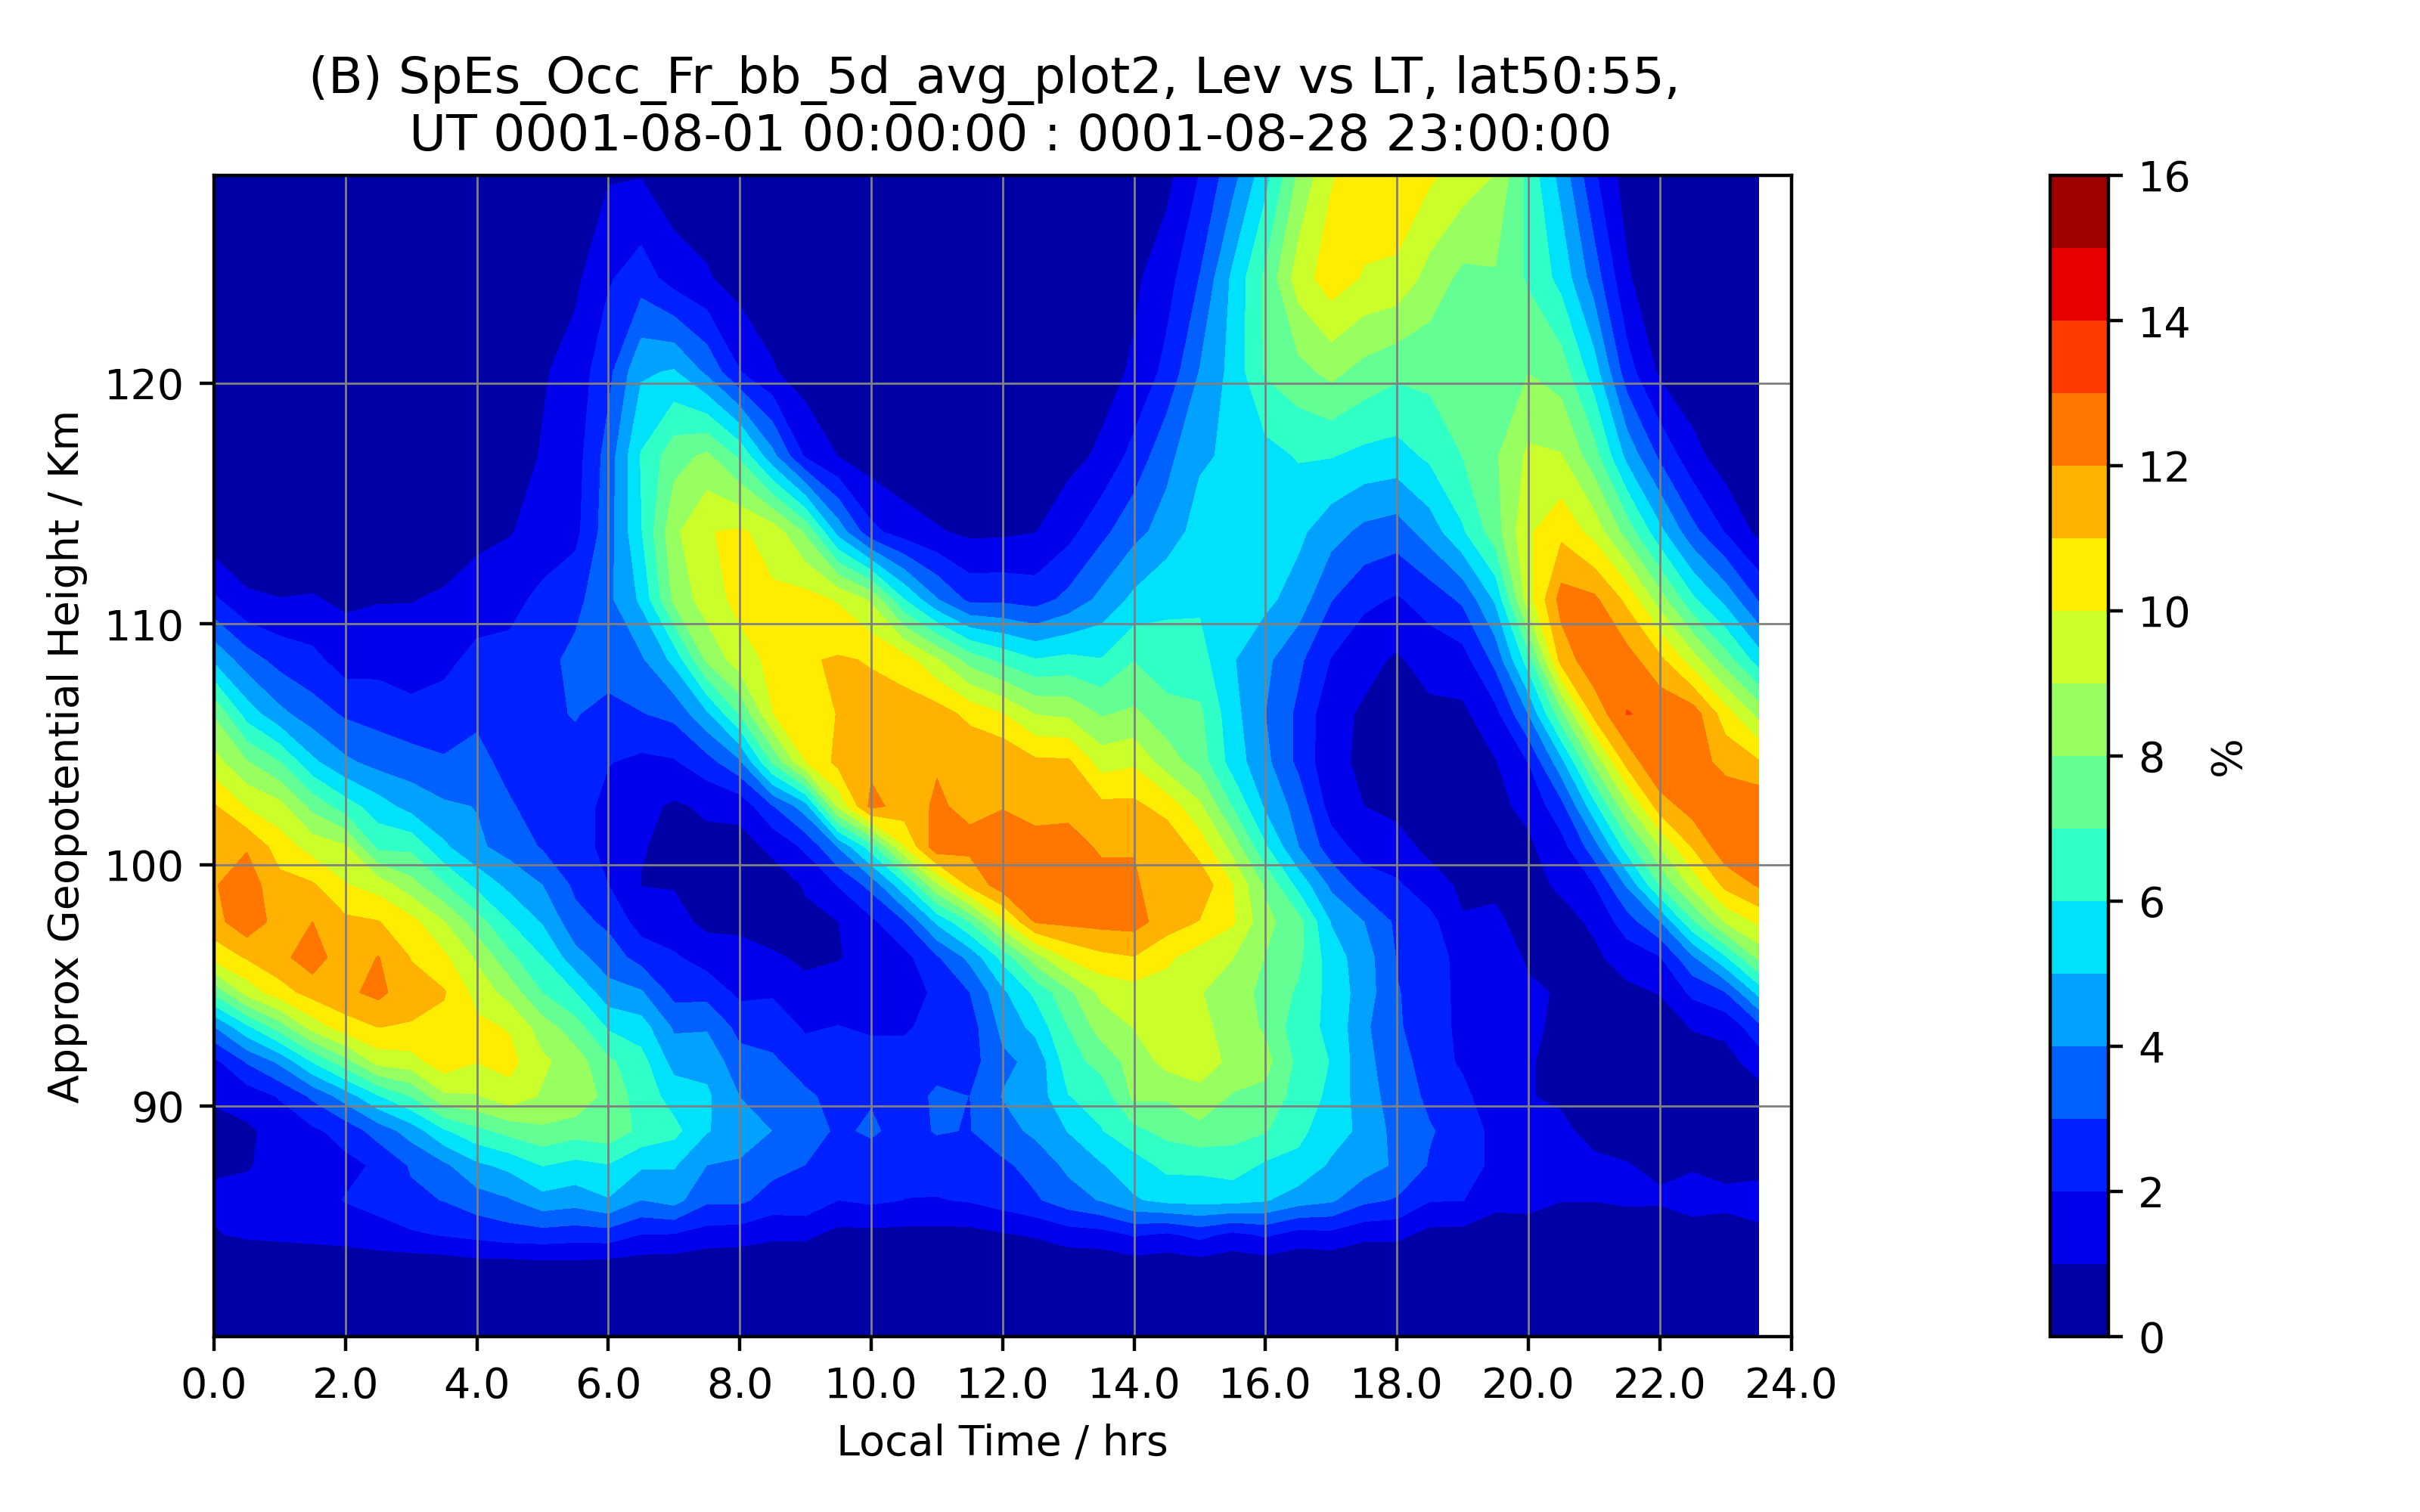 (B) SpEs_Occ_Fr_bb_5d_avg_plot2, Lev vs LT, lat50:55,
UT 0001-08-01 00:00:00 : 0001-08-28 23:00:00
Approx Geopotential Height / Km
120
110
100
90
0.0 2.0 4.0 6.0 8.0 10.0 12.0 14.0 16.0 18.0 20.0 22.0 24.0
Local Time / hrs
16
14
12
10
8
6
4
2
0
%